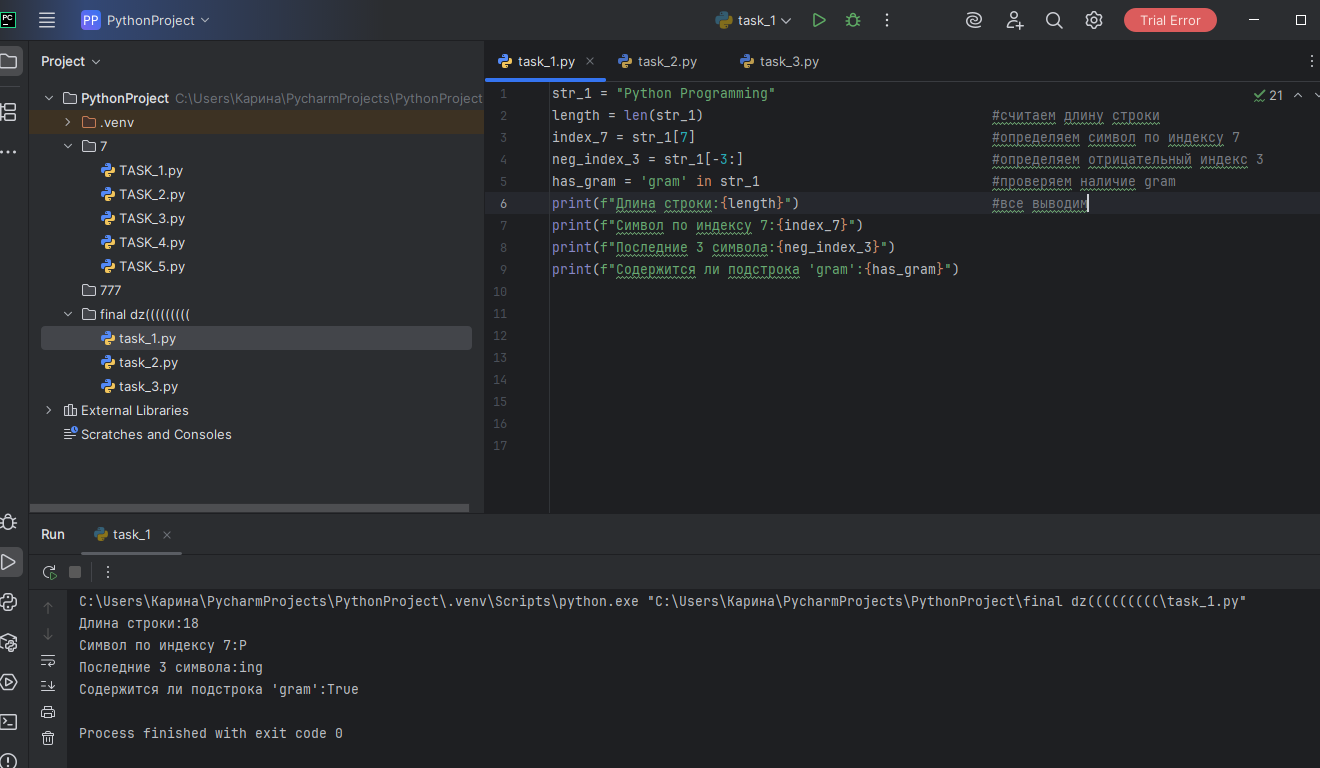 PC
PP PythonProject
task_1
Trial Error
Project
PythonProject C:\Users\Карина\PycharmProjects\PythonProject
.venv
7
TASK_1.py
TASK_2.py
TASK_3.py
TASK_4.py
TASK_5.py
777
final dz(((((((((
task_1.py
task_2.py
task_3.py
External Libraries
Scratches and Consoles
task_1.py task_2.py task_3.py
21
1 str_1 = "Python Programming"
2 length = len(str_1) #считаем длину строки
3 index_7 = str_1[7] #определяем символ по индексу 7
4 neg_index_3 = str_1[-3:] #определяем отрицательный индекс 3
5 has_gram = 'gram' in str_1 #проверяем наличие gram
6 print(f"Длина строки:{length}") #все выводим
7 print(f"Символ по индексу 7:{index_7}")
8 print(f"Последние 3 символа:{neg_index_3}")
9 print(f"Содержится ли подстрока 'gram':{has_gram}")
10
11
12
13
14
15
16
17
Run task_1
C:\Users\Карина\PycharmProjects\PythonProject\.venv\Scripts\python.exe "C:\Users\Карина\PycharmProjects\PythonProject\final dz(((((((((\task_1.py"
Длина строки:18
Символ по индексу 7:P
Последние 3 символа:ing
Содержится ли подстрока 'gram':True
Process finished with exit code 0